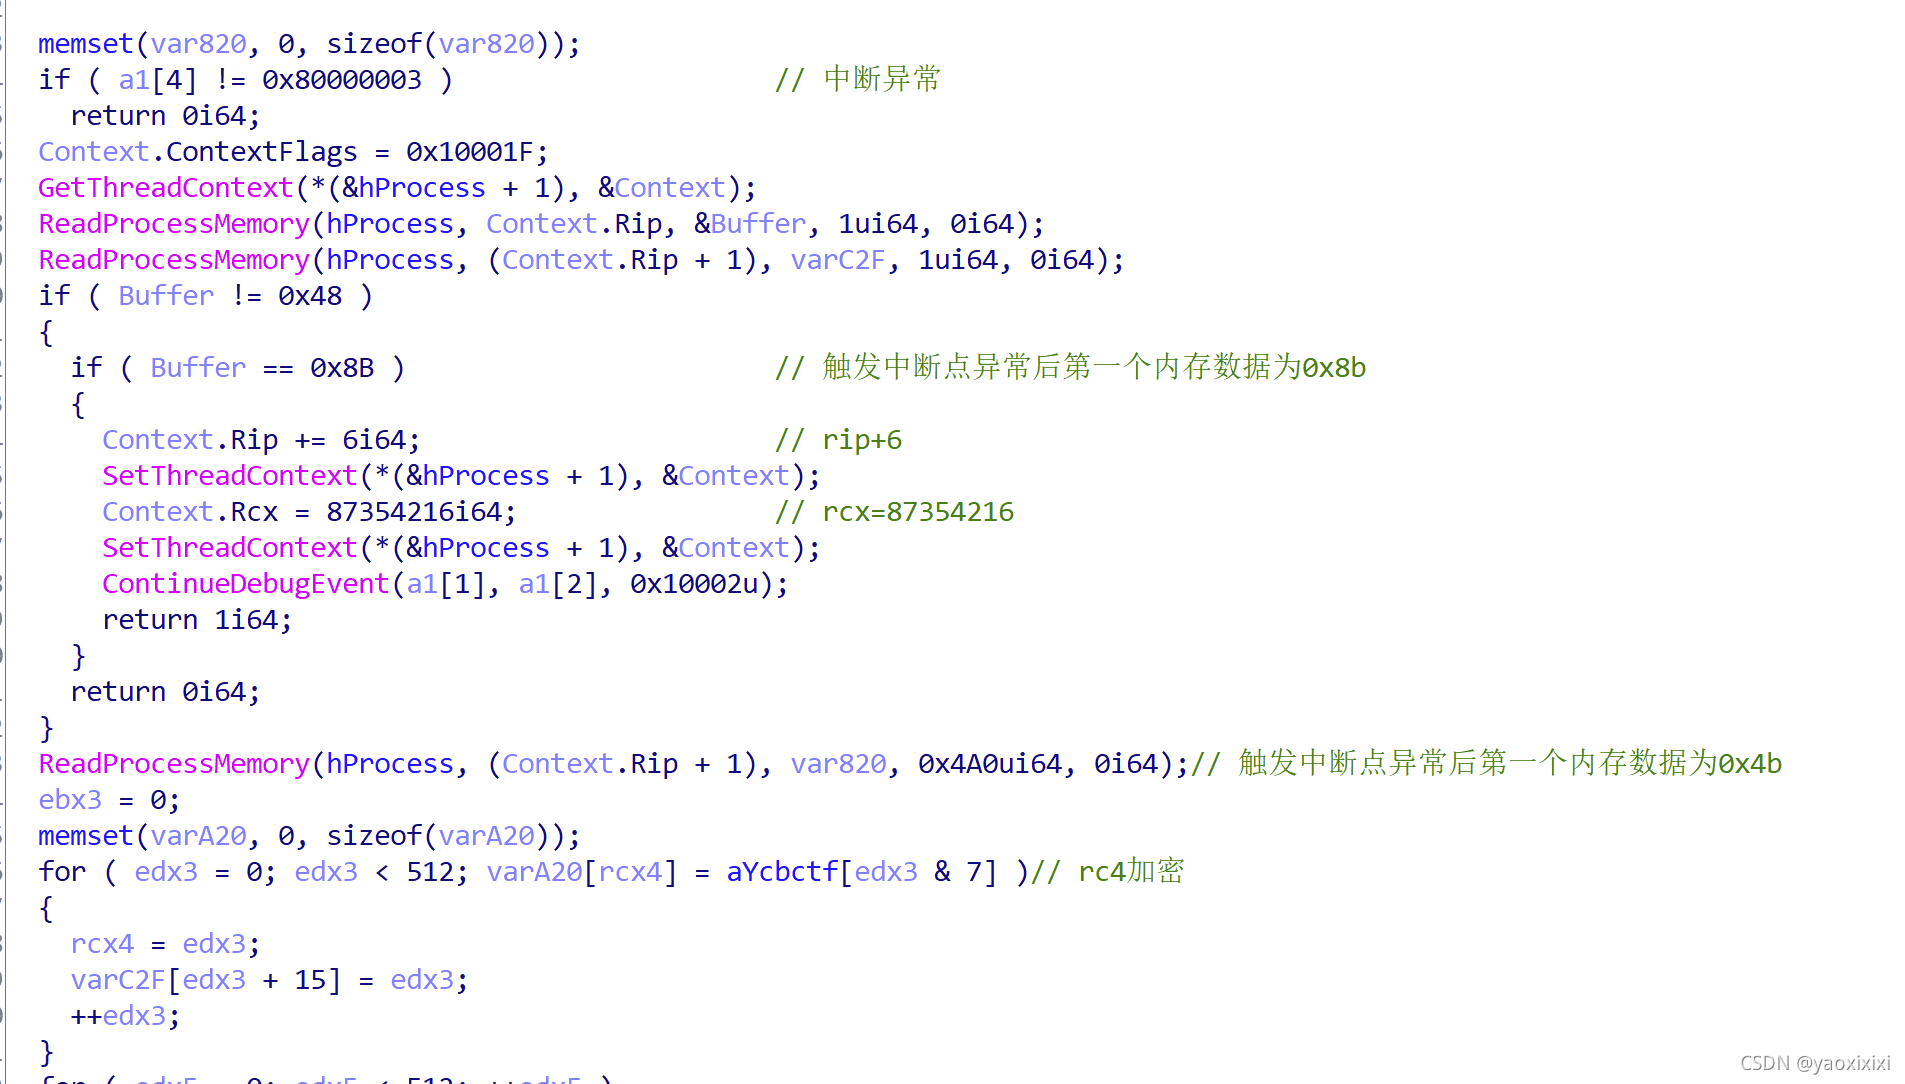 memset(var820, 0, sizeof(var820));
if ( a1[4] != 0x80000003 ) // 中断异常
return 0i64;
Context.ContextFlags = 0x10001F;
GetThreadContext(*(&hProcess + 1), &Context);
ReadProcessMemory(hProcess, Context.Rip, &Buffer, 1ui64, 0i64);
ReadProcessMemory(hProcess, (Context.Rip + 1), varC2F, 1ui64, 0i64);
if ( Buffer != 0x48 )
{
if ( Buffer == 0x8B ) // 触发中断点异常后第一个内存数据为0x8b
{
Context.Rip += 6i64; // rip+6
SetThreadContext(*(&hProcess + 1), &Context);
Context.Rcx = 87354216i64; // rcx=87354216
SetThreadContext(*(&hProcess + 1), &Context);
ContinueDebugEvent(a1[1], a1[2], 0x10002u);
return 1i64;
}
return 0i64;
}
ReadProcessMemory(hProcess, (Context.Rip + 1), var820, 0x4A0ui64, 0i64);// 触发中断点异常后第一个内存数据为0x4b
ebx3 = 0;
memset(varA20, 0, sizeof(varA20));
for ( edx3 = 0; edx3 < 512; varA20[rcx4] = aYcbctf[edx3 & 7] )// rc4加密
{
rcx4 = edx3;
varC2F[edx3 + 15] = edx3;
++edx3;
}
CSDN @yaoxixixi